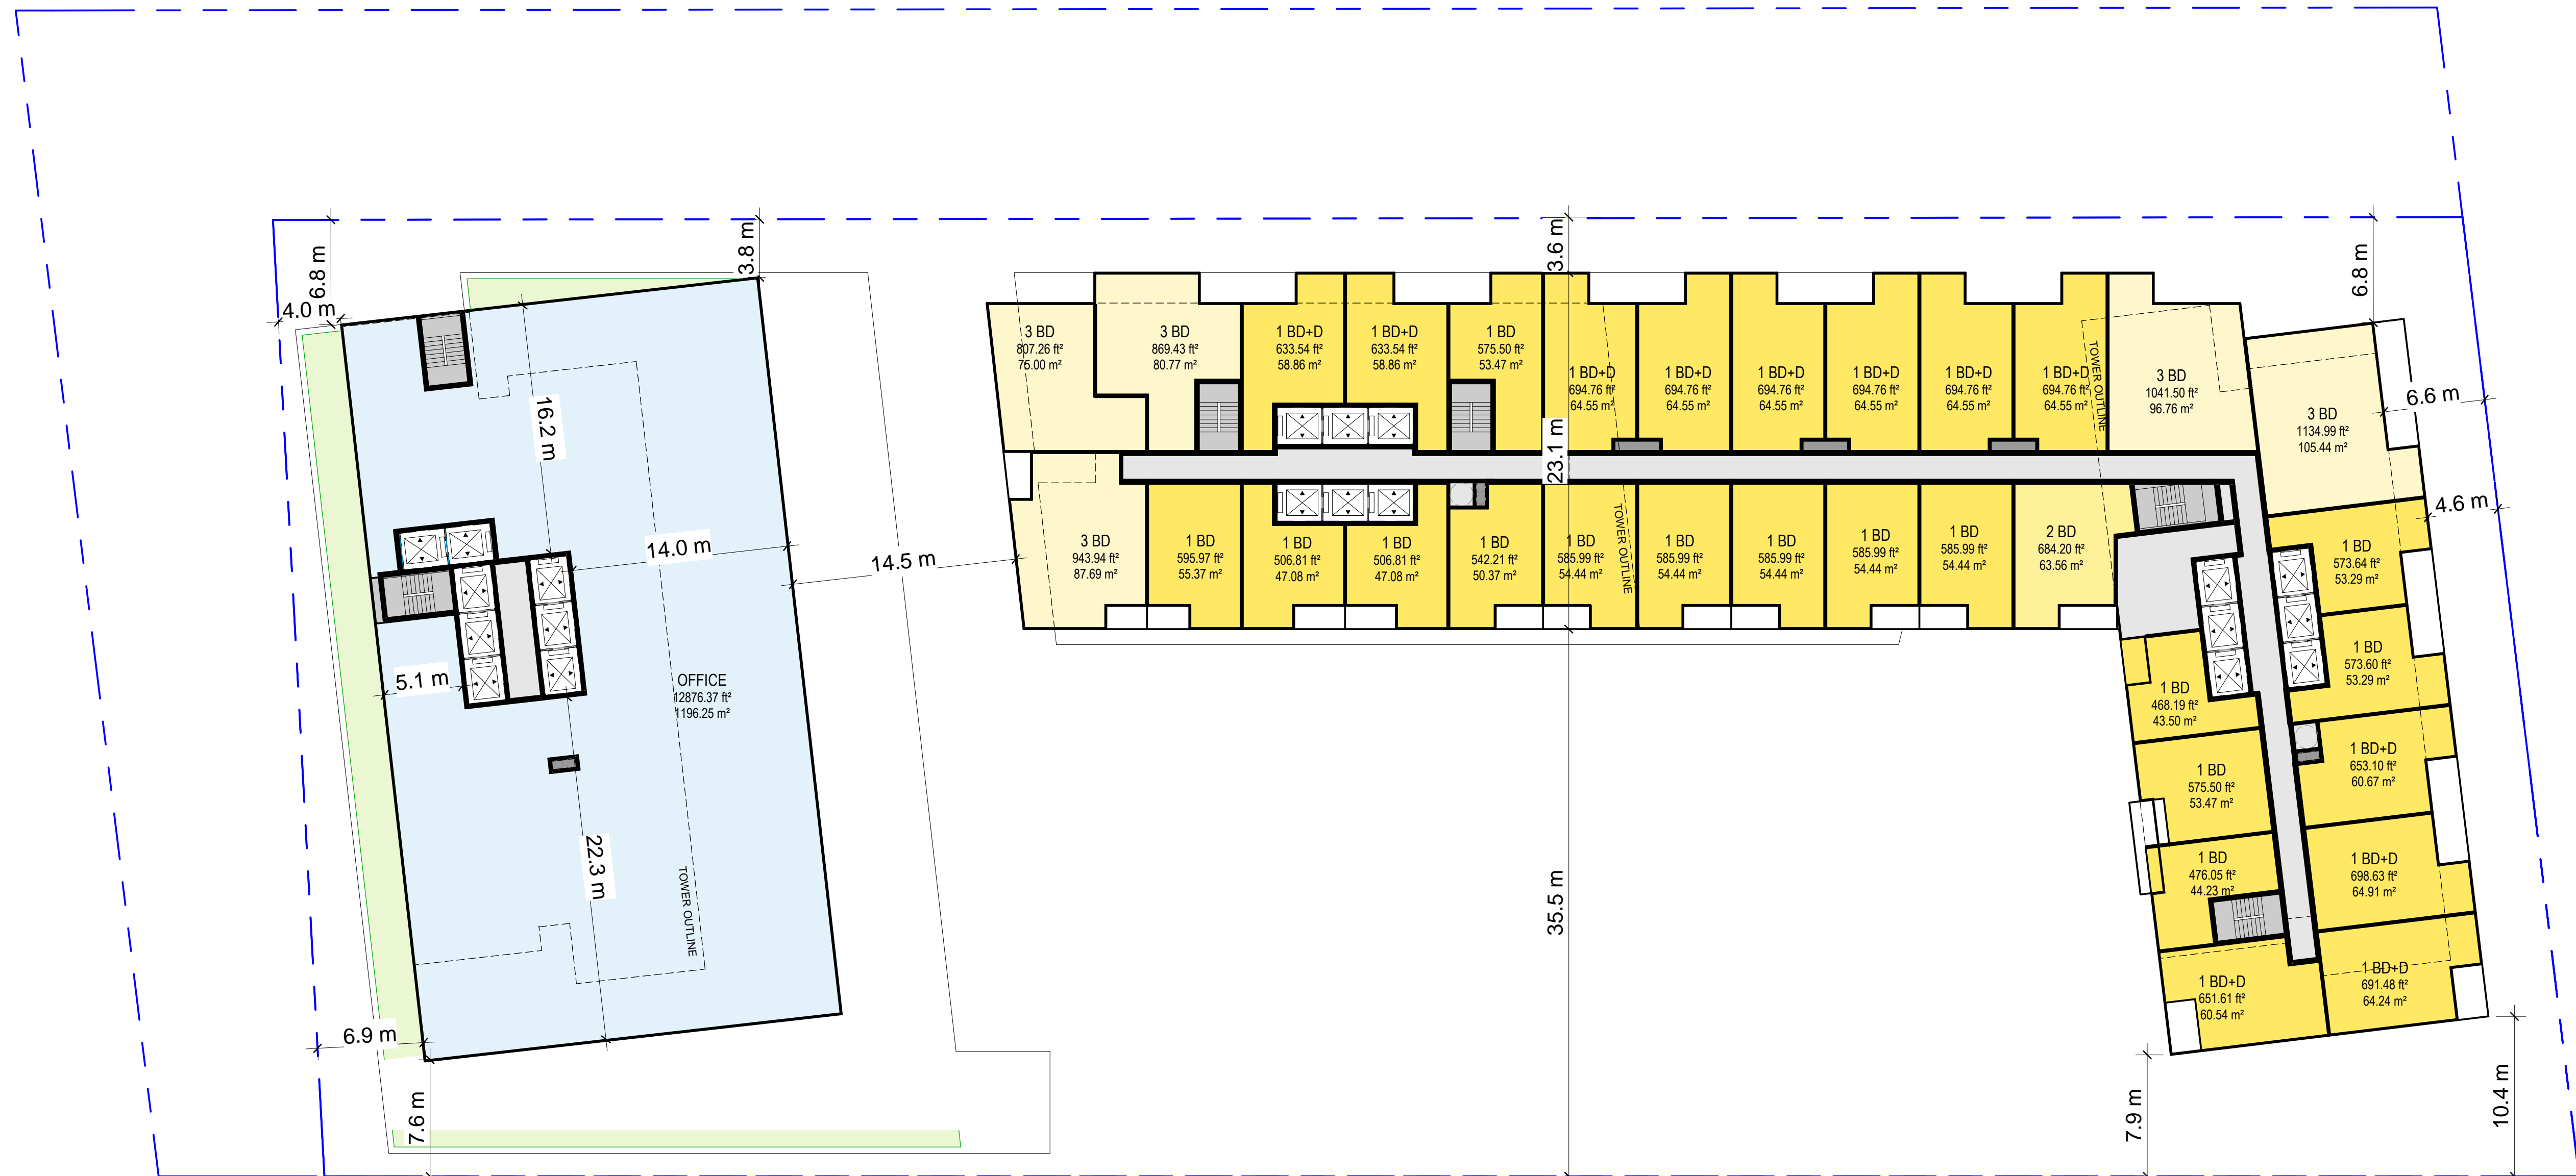 6.8 m
4.0 m
3.8 m
16.2 m
14.0 m
14.5 m
5.1 m
OFFICE
12876.37 ft²
1196.25 m²
22.3 m
TOWER OUTLINE
6.9 m
7.6 m
3 BD
807.26 ft²
75.00 m²
3 BD
869.43 ft²
80.77 m²
1 BD+D
633.54 ft²
58.86 m²
1 BD+D
633.54 ft²
58.86 m²
1 BD
575.50 ft²
53.47 m²
3.6 m
1 BD+D
694.76 ft²
64.55 m²
1 BD+D
694.76 ft²
64.55 m²
1 BD+D
694.76 ft²
64.55 m²
1 BD+D
694.76 ft²
64.55 m²
1 BD+D
694.76 ft²
64.55 m²
1 BD+D
694.76 ft²
64.55 m²
TOWER OUTLINE
3 BD
1041.50 ft²
96.76 m²
6.8 m
3 BD
1134.99 ft²
105.44 m²
6.6 m
4.6 m
23.1 m
3 BD
943.94 ft²
87.69 m²
1 BD
595.97 ft²
55.37 m²
1 BD
506.81 ft²
47.08 m²
1 BD
506.81 ft²
47.08 m²
1 BD
542.21 ft²
50.37 m²
1 BD
585.99 ft²
54.44 m²
TOWER OUTLINE
1 BD
585.99 ft²
54.44 m²
1 BD
585.99 ft²
54.44 m²
1 BD
585.99 ft²
54.44 m²
1 BD
585.99 ft²
54.44 m²
2 BD
684.20 ft²
63.56 m²
1 BD
573.64 ft²
53.29 m²
1 BD
573.60 ft²
53.29 m²
1 BD
468.19 ft²
43.50 m²
1 BD+D
653.10 ft²
60.67 m²
1 BD
575.50 ft²
53.47 m²
1 BD
476.05 ft²
44.23 m²
1 BD+D
698.63 ft²
64.91 m²
1 BD+D
651.61 ft²
60.54 m²
1 BD+D
691.48 ft²
64.24 m²
35.5 m
7.9 m
10.4 m